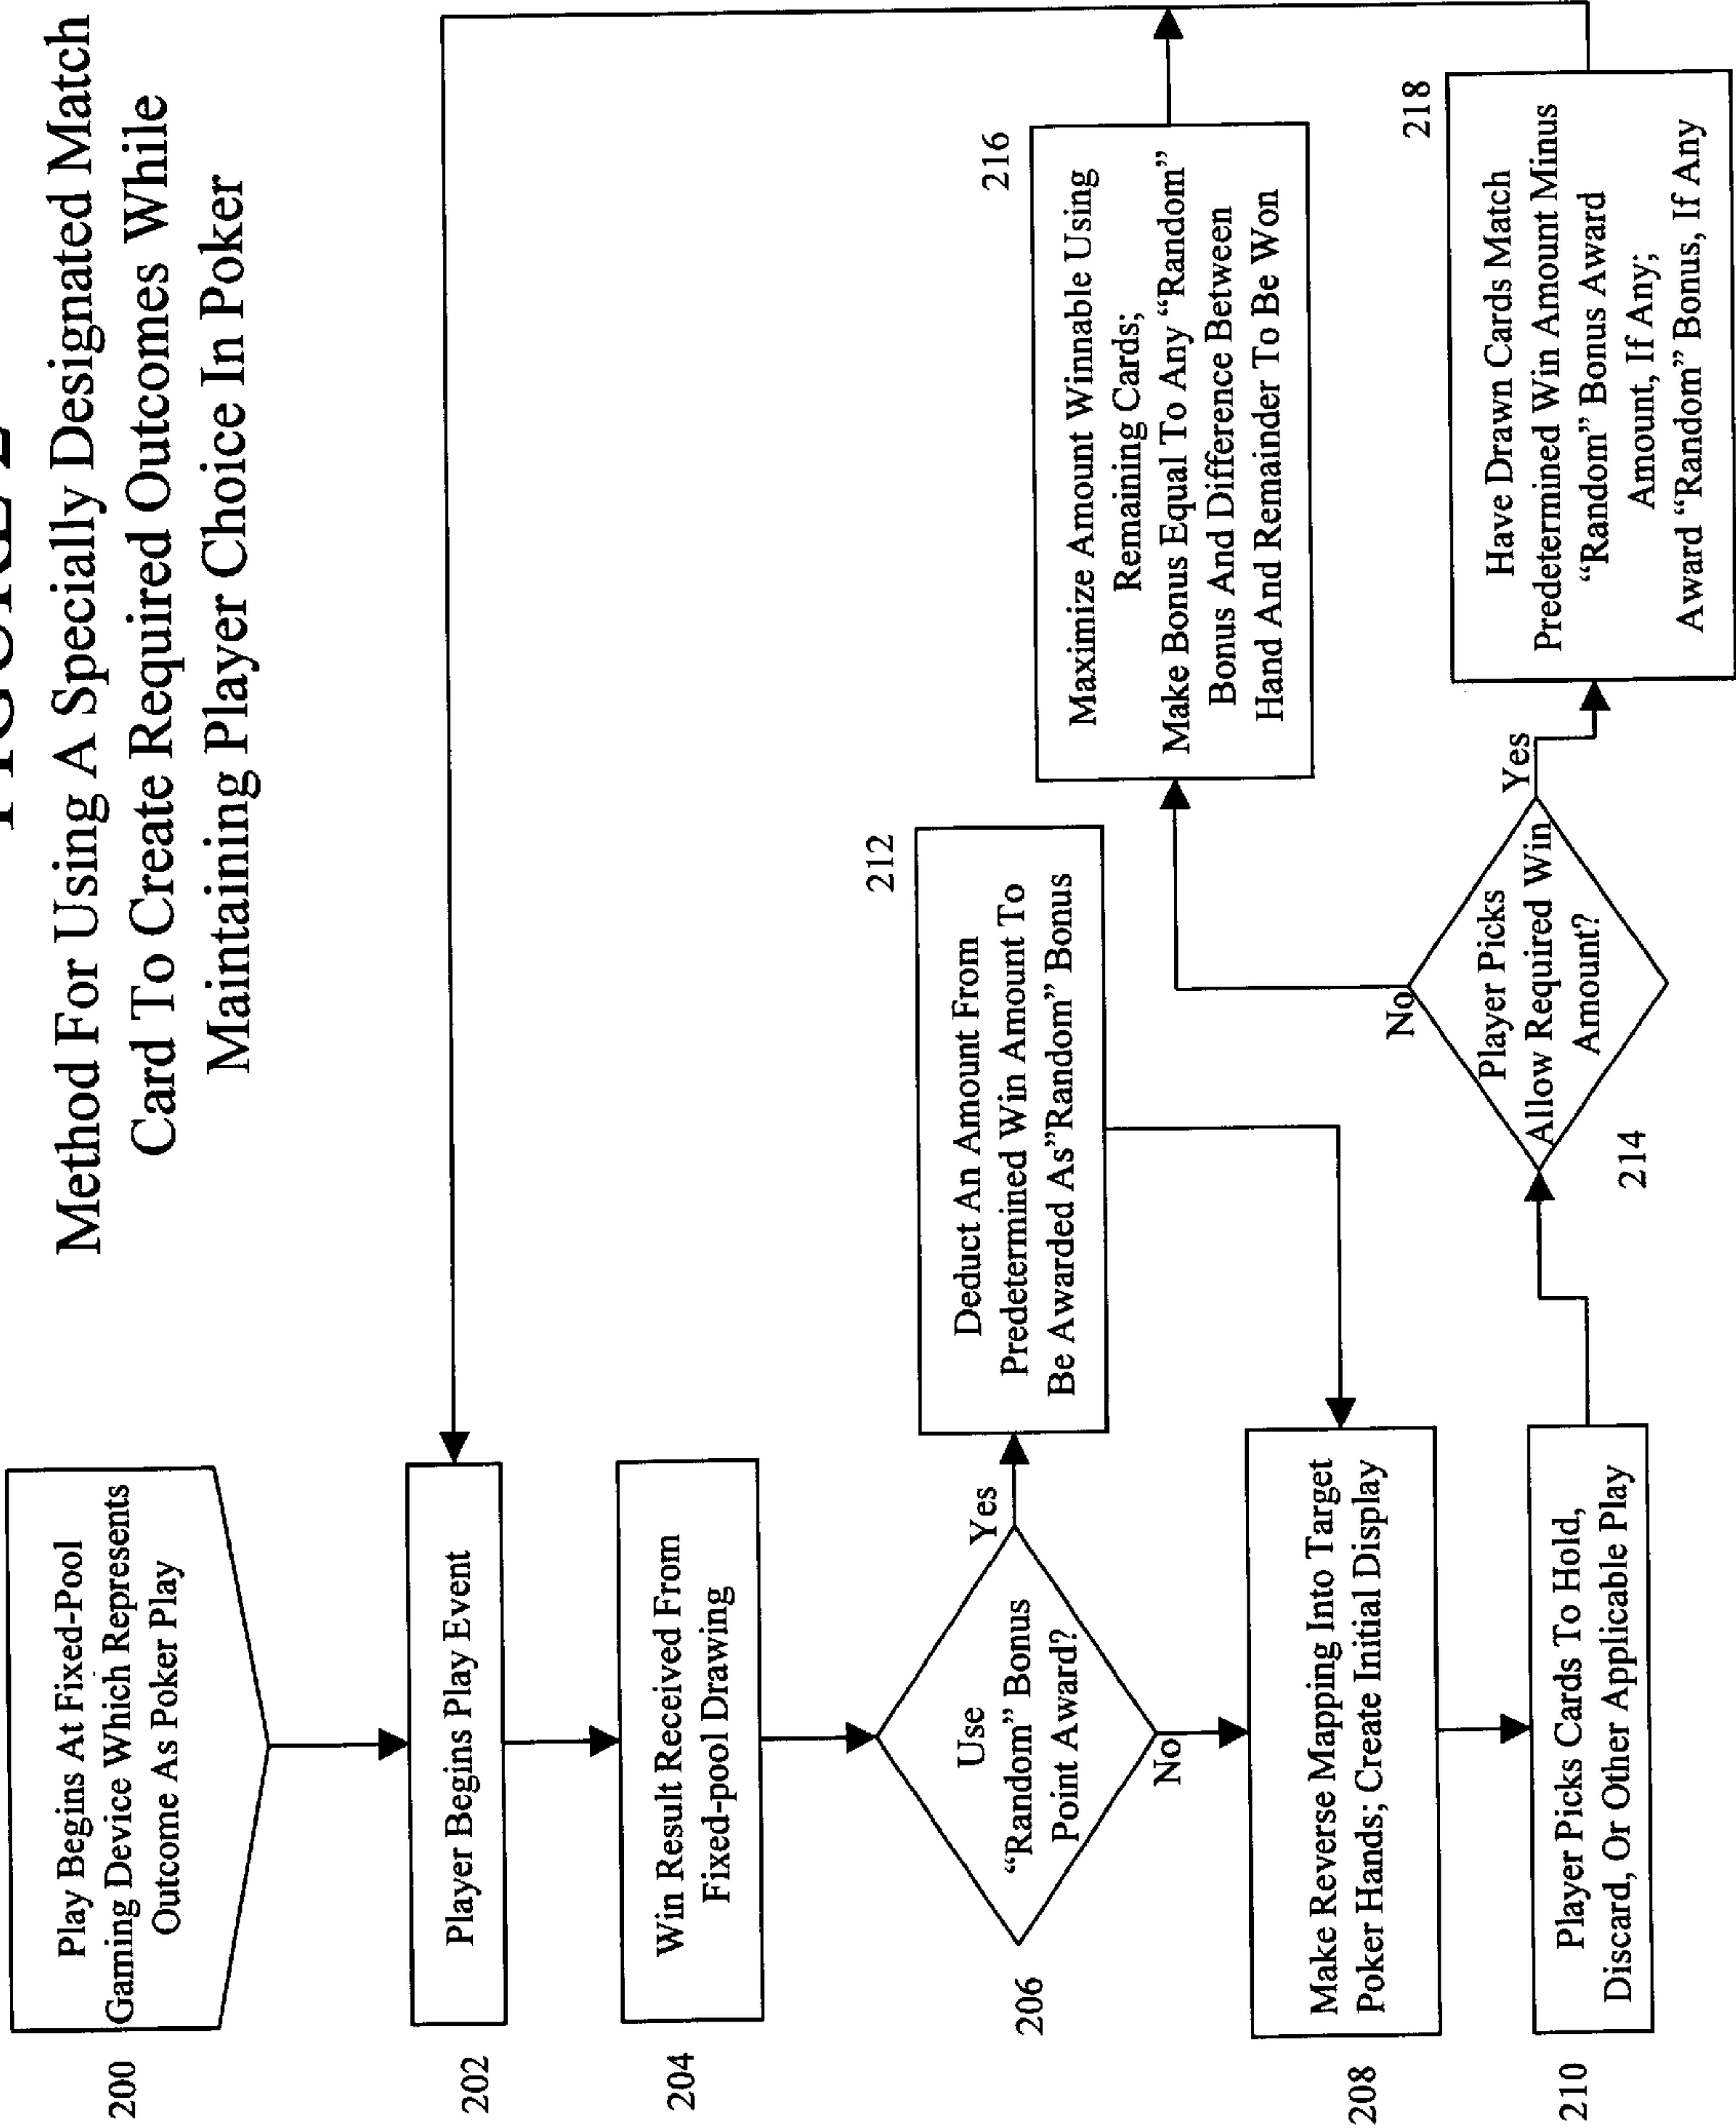 Method For Using A Specially Designated Match
Card To Create Required Outcomes While
Maintaining Player Choice In Poker
200
Play Begins At Fixed-Pool
Gaming Device Which Represents
Outcome As Poker Play
202
Player Begins Play Event
204
Win Result Received From
Fixed-pool Drawing
206
Use
“Random” Bonus
Point Award?
Yes
No
212
Deduct An Amount From
Predetermined Win Amount To
Be Awarded As”Random” Bonus
208
Make Reverse Mapping Into Target
Poker Hands; Create Initial Display
210
Player Picks Cards To Hold,
Discard, Or Other Applicable Play
214
Player Picks
Allow Required Win
Amount?
No
Yes
216
Maximize Amount Winnable Using
Remaining Cards;
Make Bonus Equal To Any “Random”
Bonus And Difference Between
Hand And Remainder To Be Won
218
Have Drawn Cards Match
Predetermined Win Amount Minus
“Random” Bonus Award
Amount, If Any;
Award “Random” Bonus, If Any